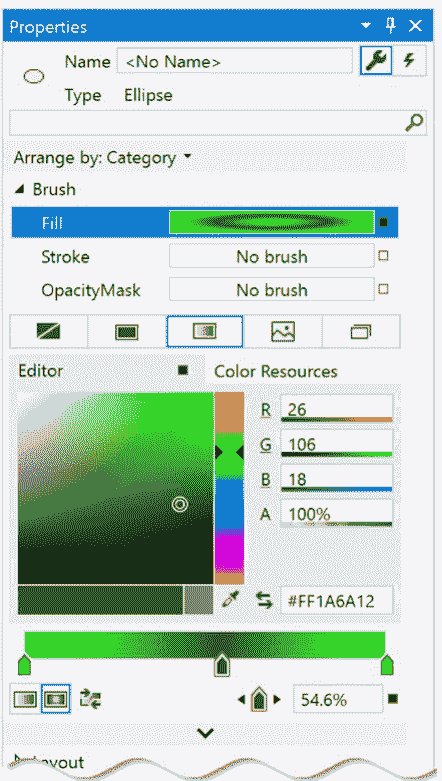 Properties
Name <No Name>
Type Ellipse
Arrange by: Category
Brush
Fill
Stroke No brush
OpacityMask No brush
Editor Color Resources
R 26
G 106
B 18
A 100%
#FF1A6A12
54.6%
Layout